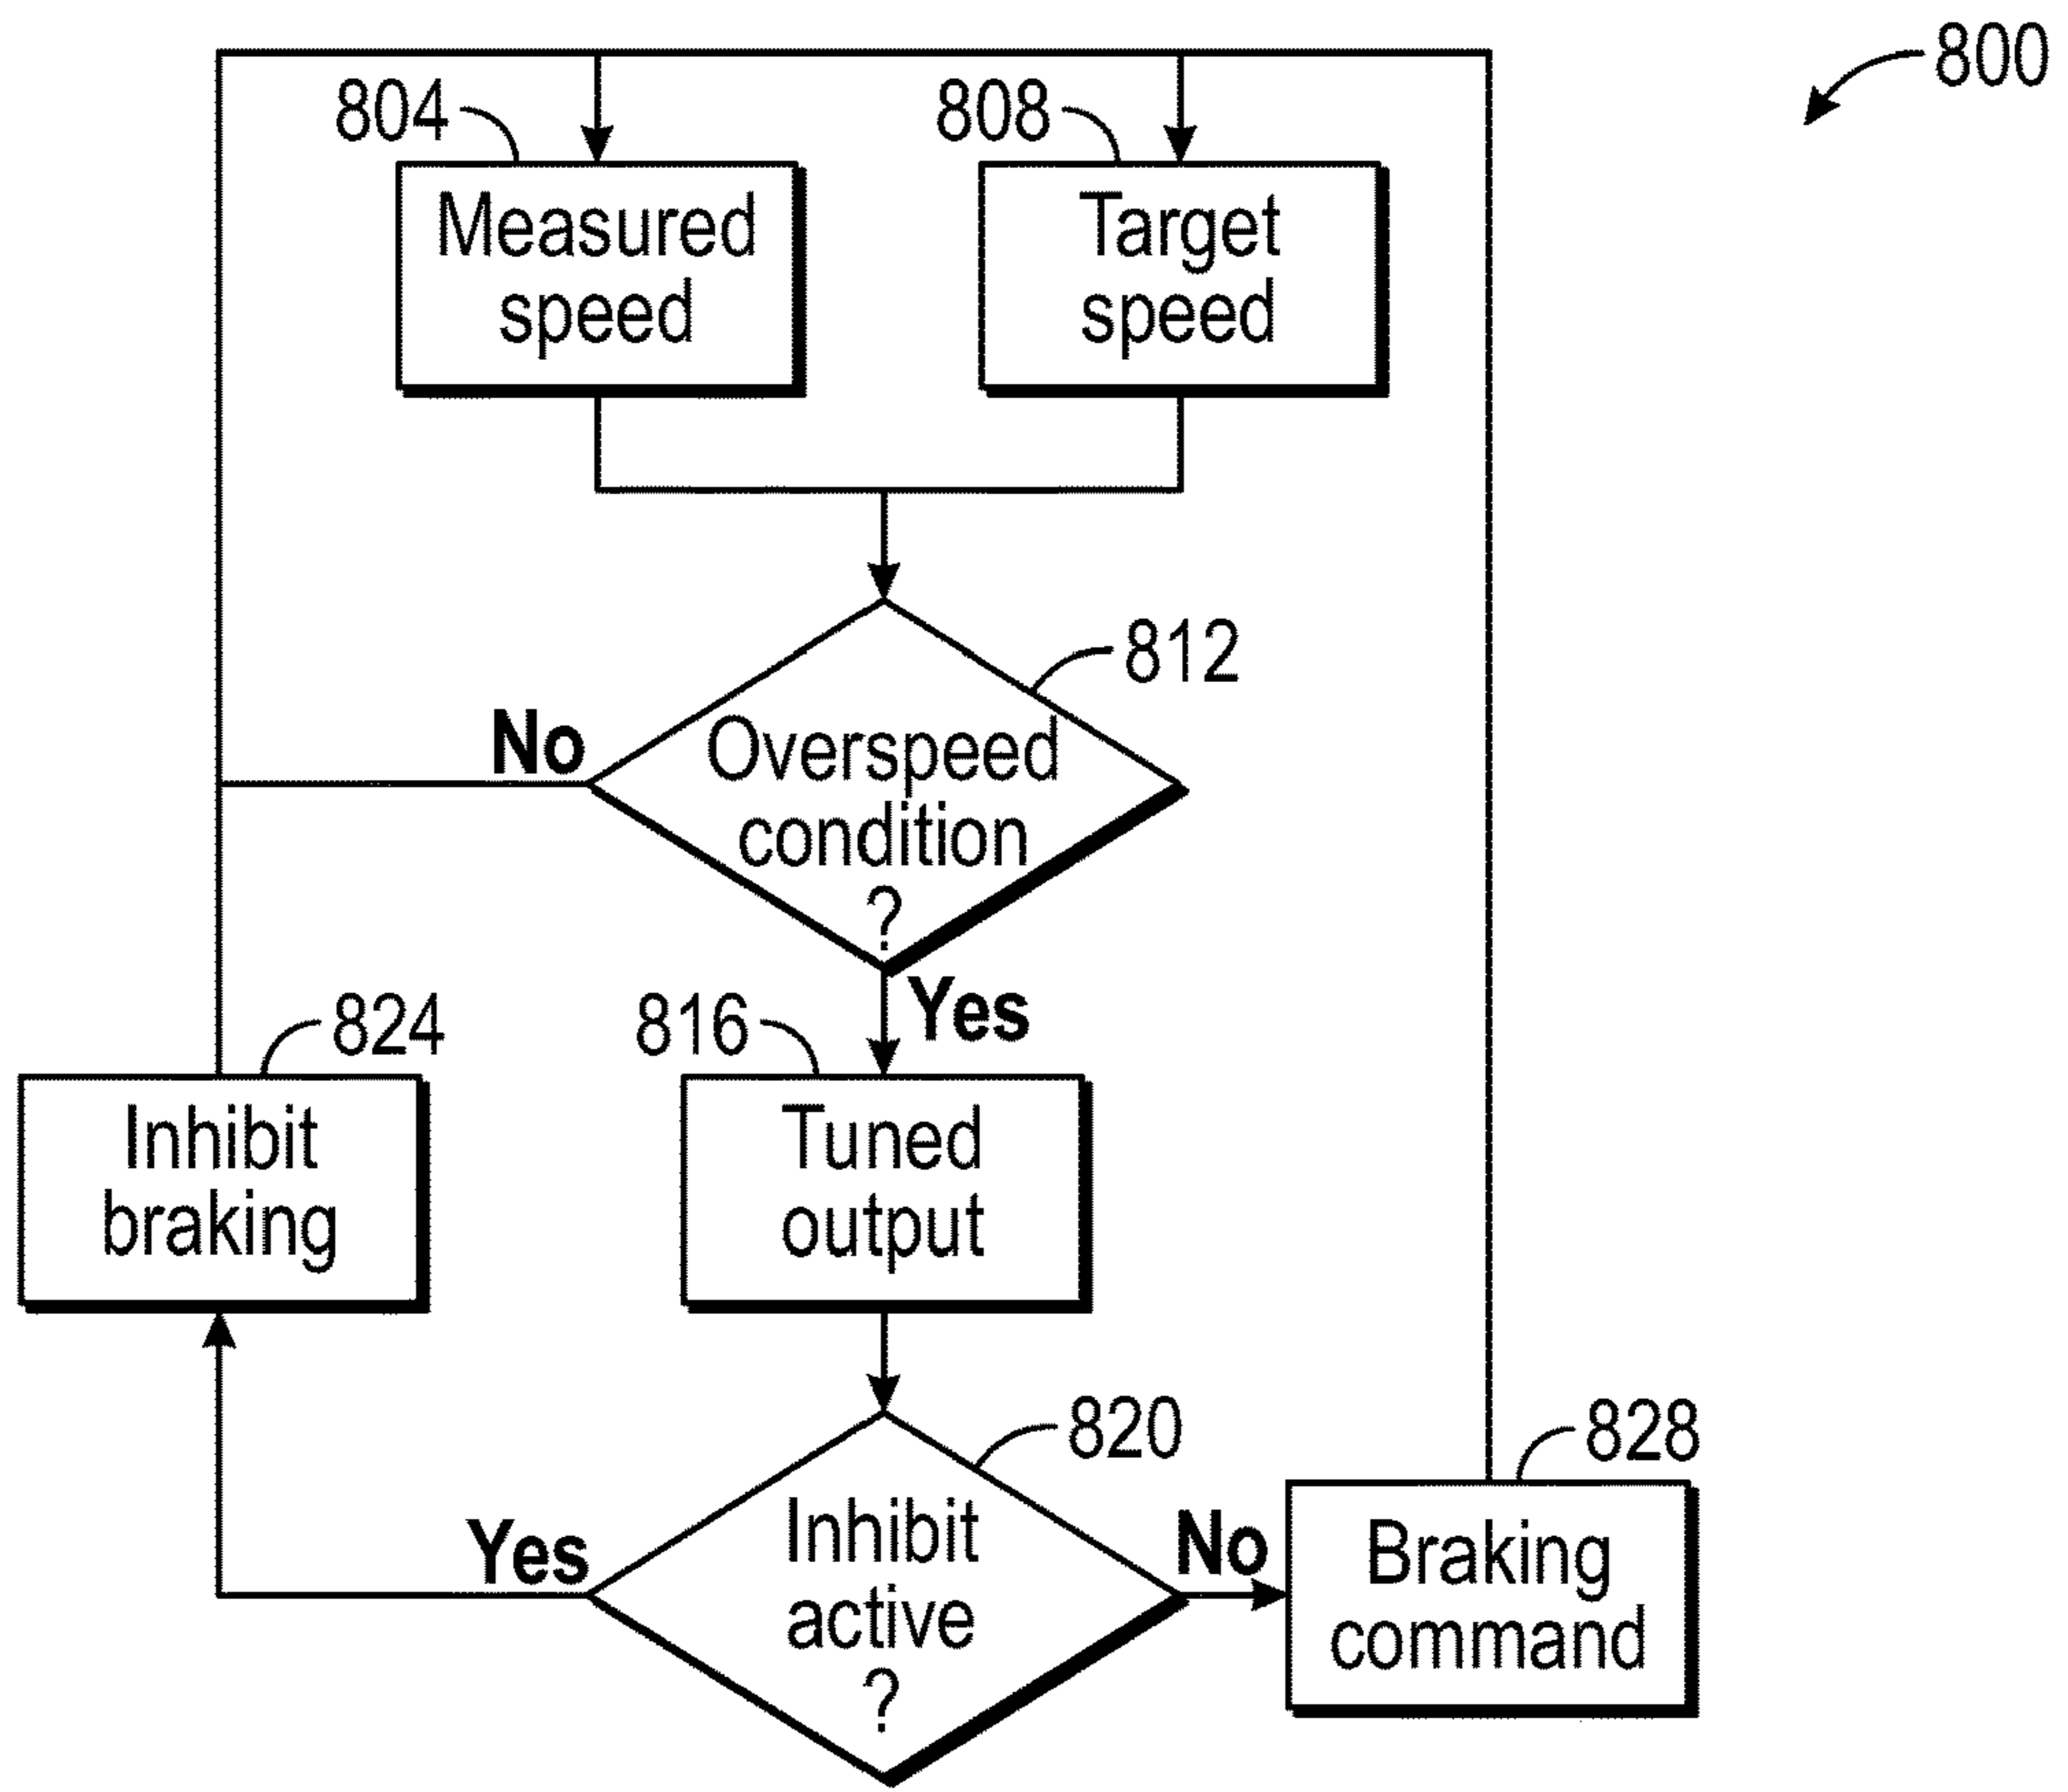 800
804
808
Measured
speed
Target
speed
812
No
Overspeed
condition
?
Yes
824
816
Inhibit
braking
Tuned
output
820
828
Yes
Inhibit
active
?
No
Braking
command